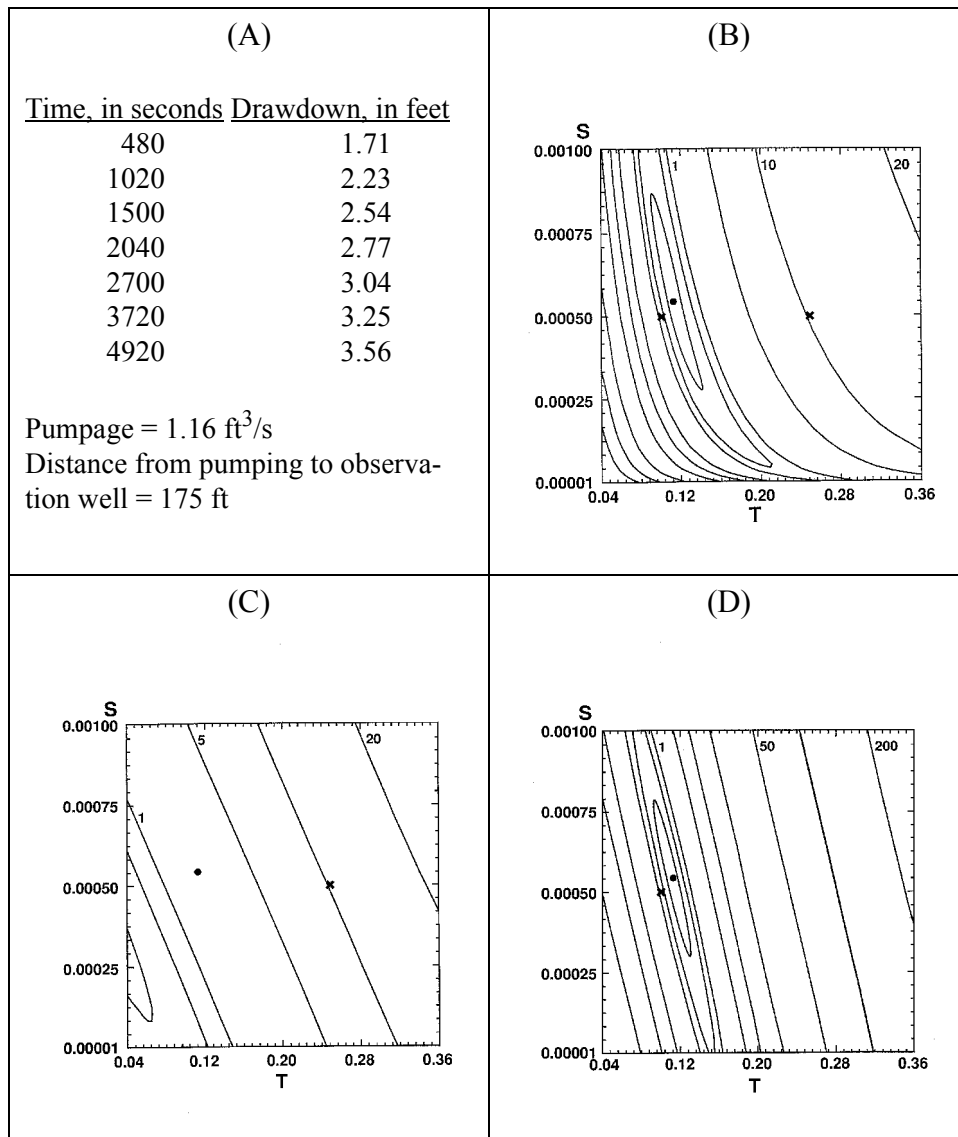 (A)
Time, in seconds Drawdown, in feet
480 1.71
1020 2.23
1500 2.54
2040 2.77
2700 3.04
3720 3.25
4920 3.56
Pumpage = 1.16 ft3/s
Distance from pumping to observa-
tion well = 175 ft
(B)
S
0.00100
0.00075
0.00050
0.00025
0.00001
1 10 20
0.04 0.12 0.20 0.28 0.36
T
(C)
S
0.00100
0.00075
0.00050
0.00025
0.00001
1 5 20
0.04 0.12 0.20 0.28 0.36
T
(D)
S
0.00100
0.00075
0.00050
0.00025
0.00001
1 50 200
0.04 0.12 0.20 0.28 0.36
T